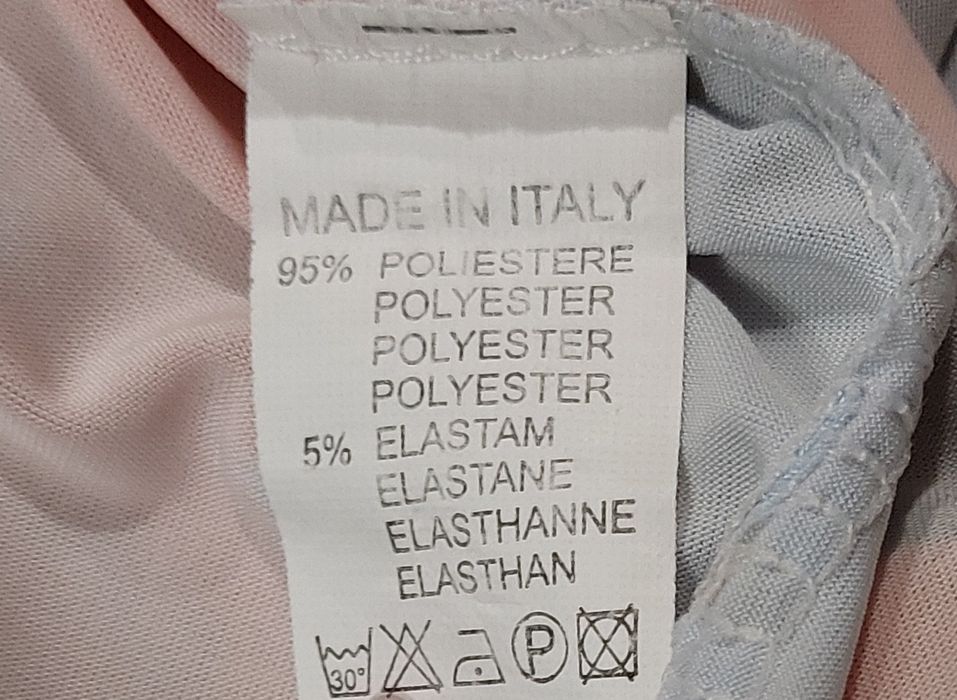 MADE IN ITALY
95% POLIESTERE
POLYESTER
POLYESTER
POLYESTER
5% ELASTAM
ELASTANE
ELASTHANNE
ELASTHAN
30° P